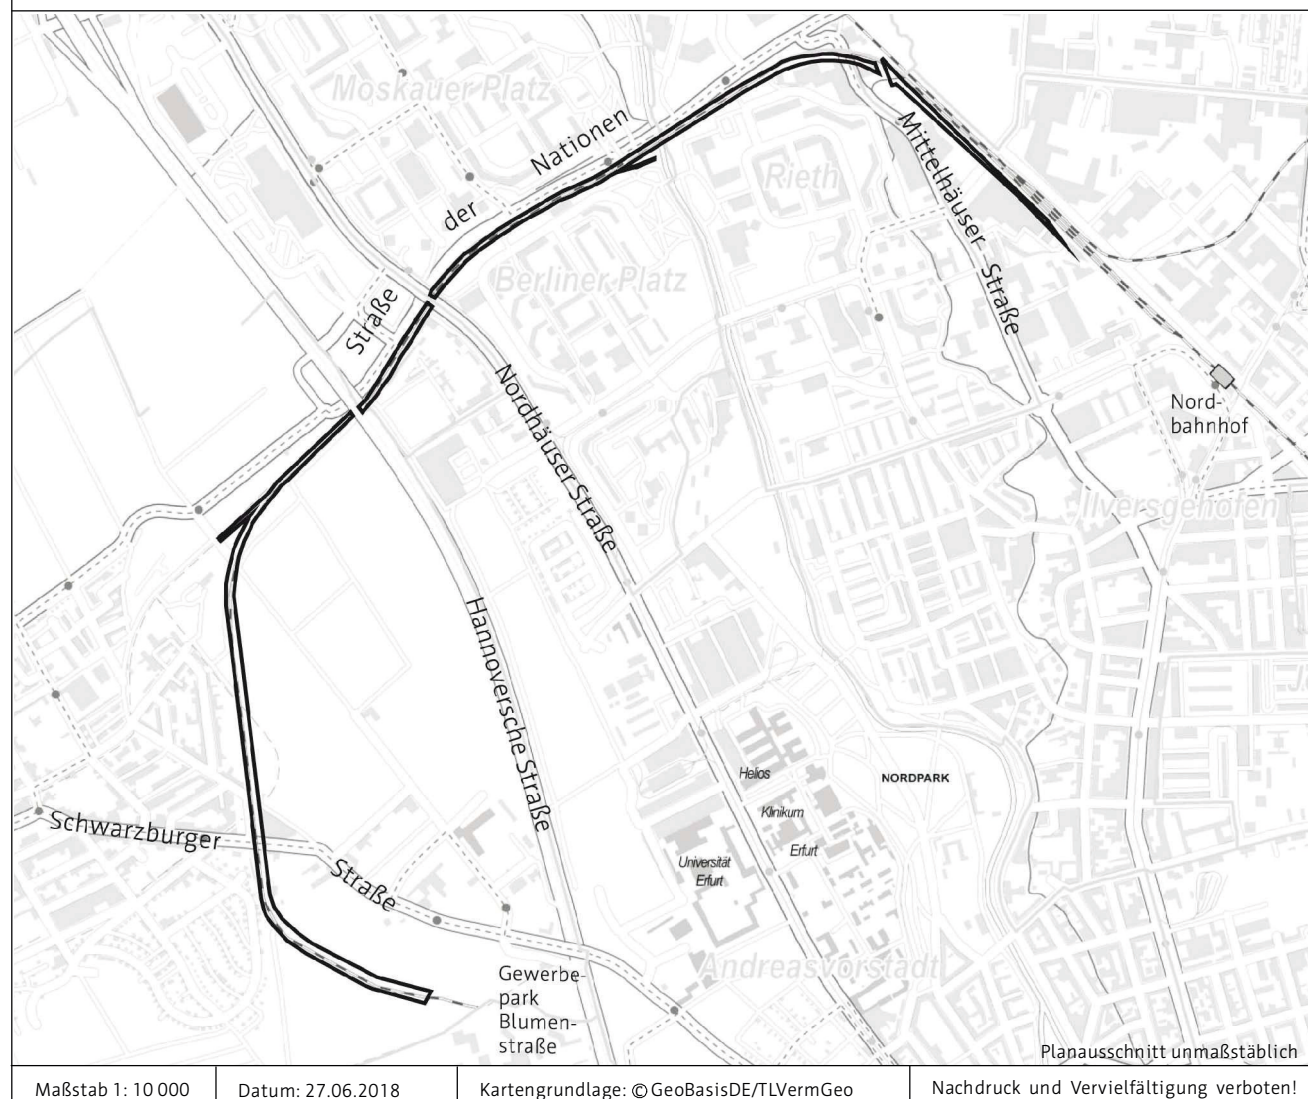 Moskauer Platz
Nationen
der
Straße
Rieth
Mittelhäuser Straße
Berliner Platz
Nordhäuser Straße
Nord-
bahnhof
Ilversgehofen
Hannoversche Straße
Helios
Klinikum
Erfurt
NORDPARK
Schwarzburger
Straße
Universität
Erfurt
Andreasvorstadt
Gewerbe-
park
Blumen-
straße
Planausschnitt unmaßstäblich
Maßstab 1: 10 000
Datum: 27.06.2018
Kartengrundlage: © GeoBasisDE/TLVermGeo
Nachdruck und Vervielfältigung verboten!